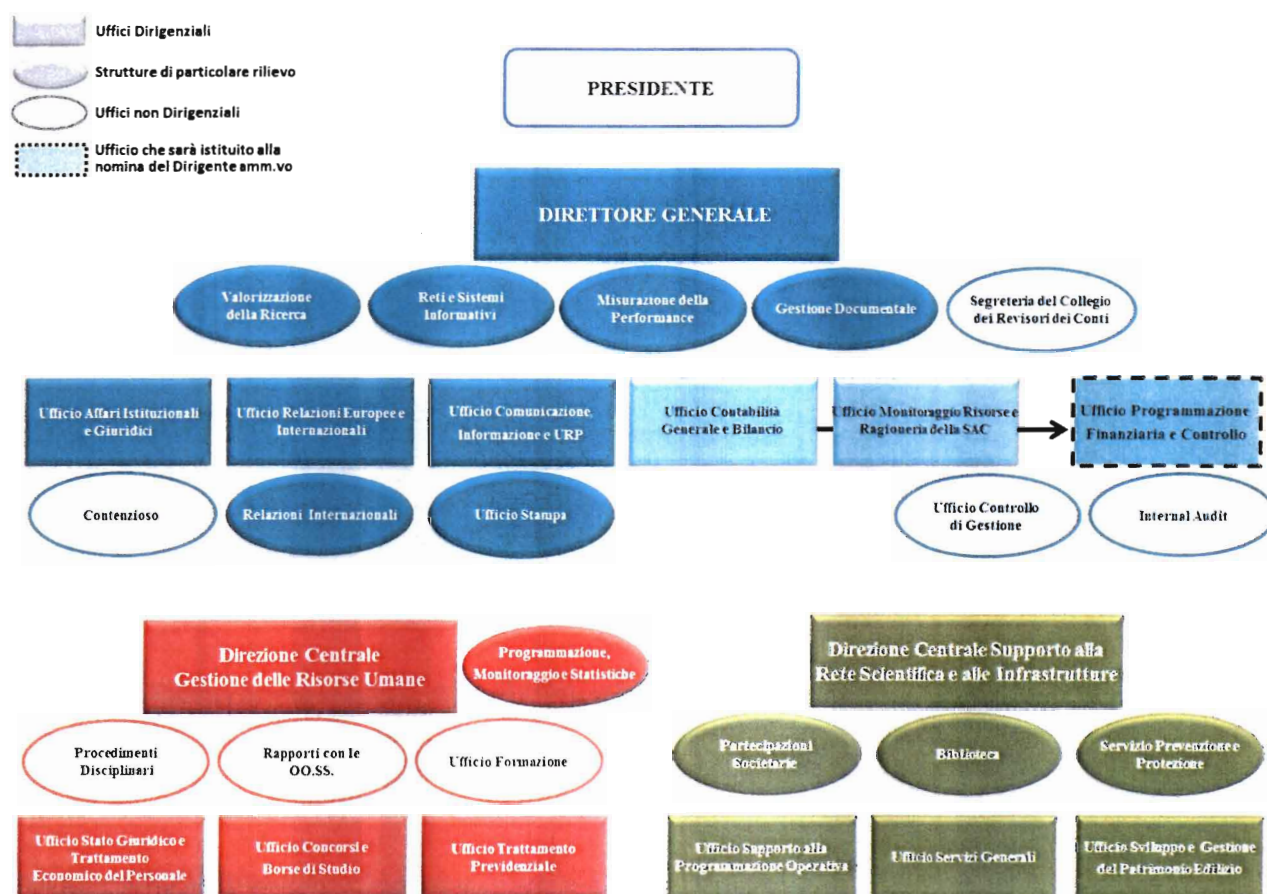 Uffici Dirigenziali
Strutture di particolare rilievo
Uffici non Dirigenziali
Ufficio che sarà istituito alla
nomina del Dirigente amm.vo
PRESIDENTE
DIRETTORE GENERALE
Valorizzazione
della Ricerca
Reti e Sistemi
Informativi
Misurazione della
Performance
Gestione Documentale
Segreteria del Collegio
dei Revisori dei Conti
Ufficio Affari Istituzionali
e Giuridici
Ufficio Relazioni Europee e
Internazionali
Ufficio Comunicazione,
Informazione e URP
Ufficio Contabilità
Generale e Bilancio
Ufficio Monitoraggio Risorse e
Ragioneria della SAC
Ufficio Programmazione
Finanziaria e Controllo
Contenzioso
Relazioni Internazionali
Ufficio Stampa
Ufficio Controllo
di Gestione
Internal Audit
Direzione Centrale
Gestione delle Risorse Umane
Programmazione,
Monitoraggio e Statistiche
Direzione Centrale Supporto alla
Rete Scientifica e alle Infrastrutture
Procedimenti
Disciplinari
Rapporti con le
OO.SS.
Ufficio Formazione
Partecipazioni
Societarie
Biblioteca
Servizio Prevenzione e
Protezione
Ufficio Stato Giuridico e
Trattamento
Economico del Personale
Ufficio Concorsi e
Borse di Studio
Ufficio Trattamento
Previdenziale
Ufficio Supporto alla
Programmazione Operativa
Ufficio Servizi Generali
Ufficio Sviluppo e Gestione
del Patrimonio Edilizio